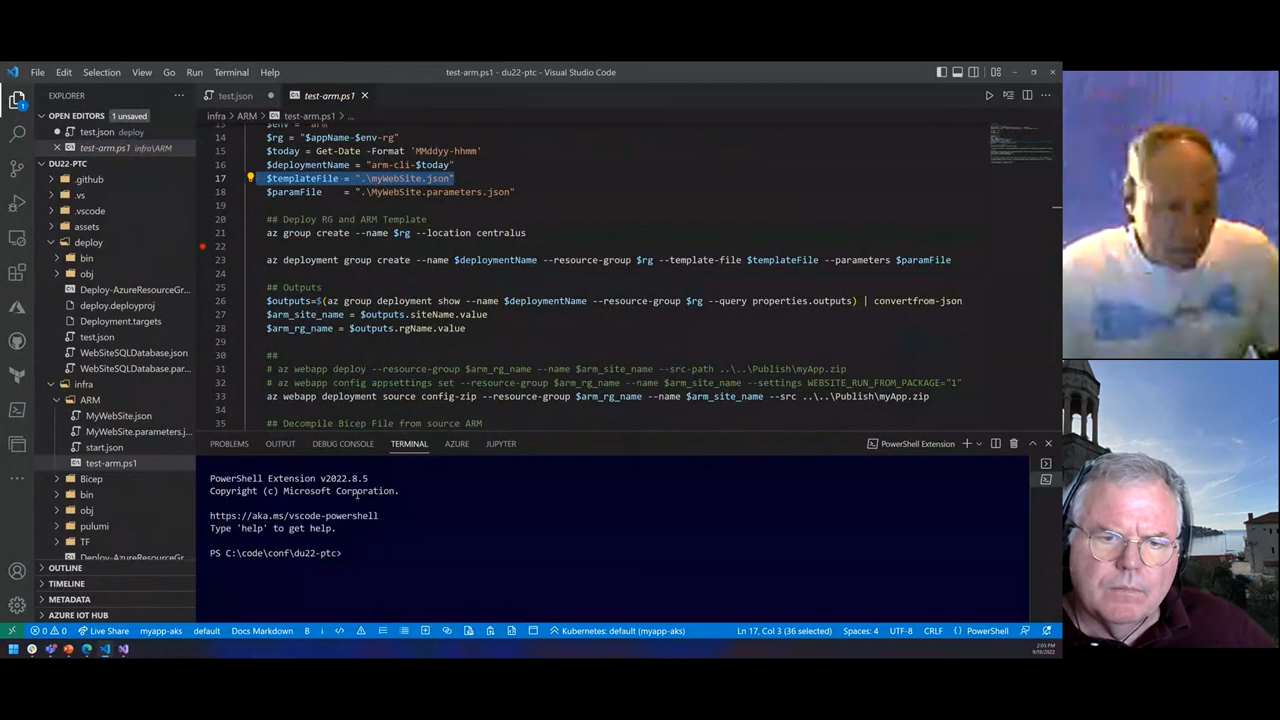 File Edit Selection View Go Run Terminal Help
test-arm.ps1 - du22-ptc - Visual Studio Code
EXPLORER
OPEN EDITORS 1 unsaved
test.json deploy
test-arm.ps1 infra\ARM
DU22-PTC
.github
.vs
.vscode
assets
deploy
bin
obj
Deploy-AzureResourceGr...
deploy.deployproj
Deployment.targets
test.json
WebSiteSQLDatabase.json
WebSiteSQLDatabase.par...
infra
ARM
MyWebSite.json
MyWebSite.parameters.j...
start.json
test-arm.ps1
Bicep
bin
obj
pulumi
TF
Deploy-AzureResourceGr...
OUTLINE
TIMELINE
METADATA
AZURE IOT HUB
test.json
test-arm.ps1
infra > ARM > test-arm.ps1 > ...
13 $env = "arm"
14 $rg = "$appName-$env-rg"
15 $today = Get-Date -Format 'MMddyy-hhmm'
16 $deploymentName = "arm-cli-$today"
17 $templateFile = ".\myWebSite.json"
18 $paramFile = ".\MyWebSite.parameters.json"
19
20 ## Deploy RG and ARM Template
21 az group create --name $rg --location centralus
22
23 az deployment group create --name $deploymentName --resource-group $rg --template-file $templateFile --parameters $paramFile
24
25 ## Outputs
26 $outputs=$(az group deployment show --name $deploymentName --resource-group $rg --query properties.outputs) | convertfrom-json
27 $arm_site_name = $outputs.siteName.value
28 $arm_rg_name = $outputs.rgName.value
29
30 ##
31 # az webapp deploy --resource-group $arm_rg_name --name $arm_site_name --src-path ..\..\Publish\myApp.zip
32 # az webapp config appsettings set --resource-group $arm_rg_name --name $arm_site_name --settings WEBSITE_RUN_FROM_PACKAGE="1"
33 az webapp deployment source config-zip --resource-group $arm_rg_name --name $arm_site_name --src ..\..\Publish\myApp.zip
34
35 ## Decompile Bicep File from source ARM
PROBLEMS OUTPUT DEBUG CONSOLE TERMINAL AZURE JUPYTER
PowerShell Extension
PowerShell Extension v2022.8.5
Copyright (c) Microsoft Corporation.
https://aka.ms/vscode-powershell
Type 'help' to get help.
PS C:\code\conf\du22-ptc>
0 0 Live Share myapp-aks default Docs Markdown B I Kubernetes: default (myapp-aks) Ln 17, Col 3 (36 selected) Spaces: 4 UTF-8 CRLF {} PowerShell
2:03 PM
9/19/2022